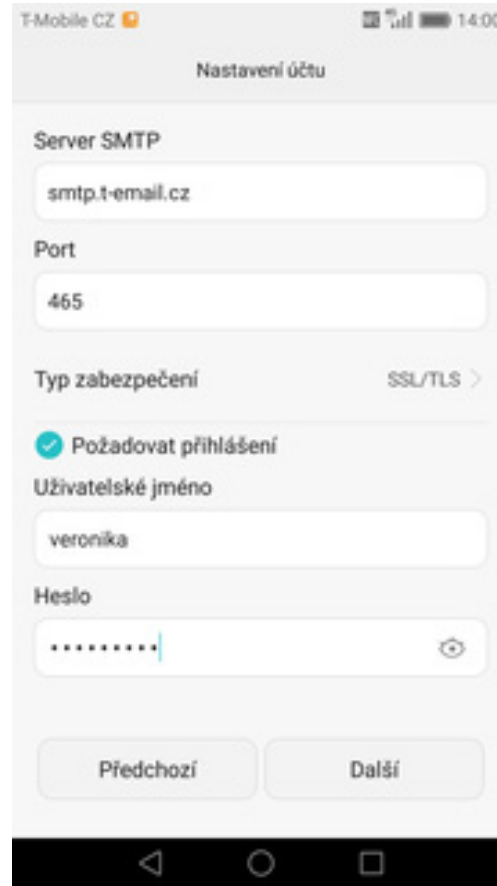 T-Mobile CZ 14:00
Nastavení účtu
Server SMTP
smtp.t-email.cz
Port
465
Typ zabezpečení SSL/TLS
Požadovat přihlášení
Uživatelské jméno
veronika
Heslo
•••••••••
Předchozí Další